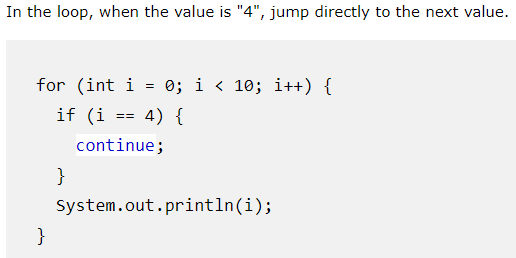 In the loop, when the value is "4", jump directly to the next value.
for (int i = 0; i < 10; i++) {
  if (i == 4) {
    continue;
  }
  System.out.println(i);
}